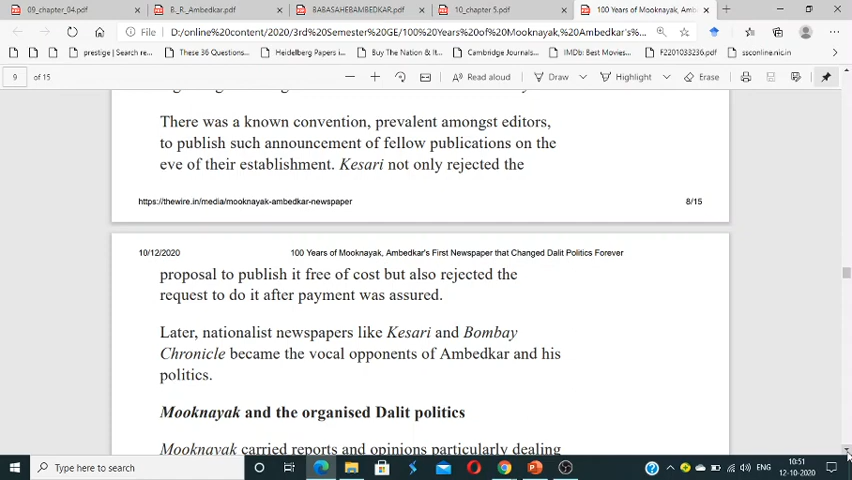 09_chapter_04.pdf
B_R_Ambedkar.pdf
BABASAHEBAMBEDKAR.pdf
10_chapter 5.pdf
100 Years of Mooknayak, Amb
File
D:/online%20content/2020/3rd%20Semester%20GE/100%20Years%20of%20Mooknayak,%20Ambedkar's%...
prestige | Search re...
These 36 Questions...
Heidelberg Papers i...
Buy The Nation & It...
Cambridge Journals...
IMDb: Best Movies...
F2201033236.pdf
ssconline.nic.in
9 of 15
Read aloud
Draw
Highlight
Erase
There was a known convention, prevalent amongst editors,
to publish such announcement of fellow publications on the
eve of their establishment. Kesari not only rejected the
https://thewire.in/media/mooknayak-ambedkar-newspaper
8/15
10/12/2020
100 Years of Mooknayak, Ambedkar's First Newspaper that Changed Dalit Politics Forever
proposal to publish it free of cost but also rejected the
request to do it after payment was assured.
Later, nationalist newspapers like Kesari and Bombay
Chronicle became the vocal opponents of Ambedkar and his
politics.
Mooknayak and the organised Dalit politics
Mooknayak carried reports and opinions particularly dealing
Type here to search
ENG
10:51
12-10-2020